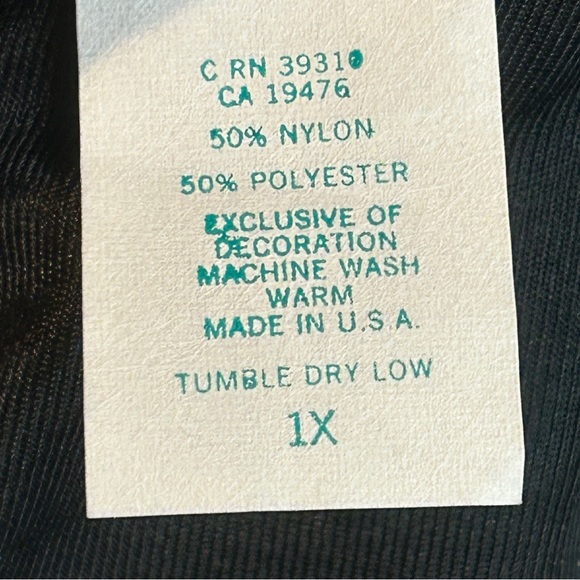 C RN 39310
CA 19476
50% NYLON
50% POLYESTER
EXCLUSIVE OF
DECORATION
MACHINE WASH
WARM
MADE IN U.S.A.
TUMBLE DRY LOW
1X